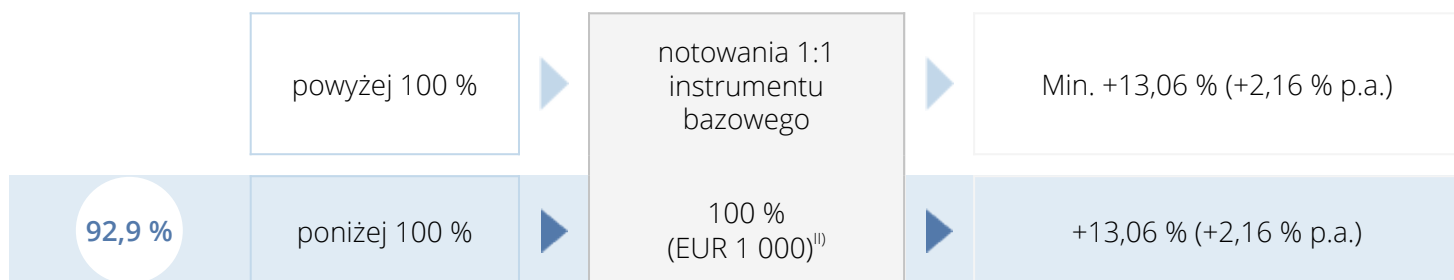 powyżej 100 %
notowania 1:1
instrumentu
bazowego
Min. +13,06 % (+2,16 % p.a.)
92,9 %
poniżej 100 %
100 %
(EUR 1 000)II)
+13,06 % (+2,16 % p.a.)